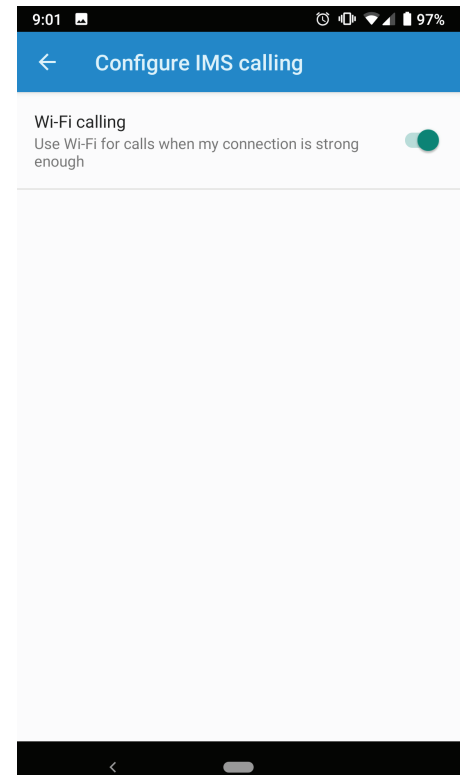 9:01 97%
Configure IMS calling
Wi-Fi calling
Use Wi-Fi for calls when my connection is strong
enough